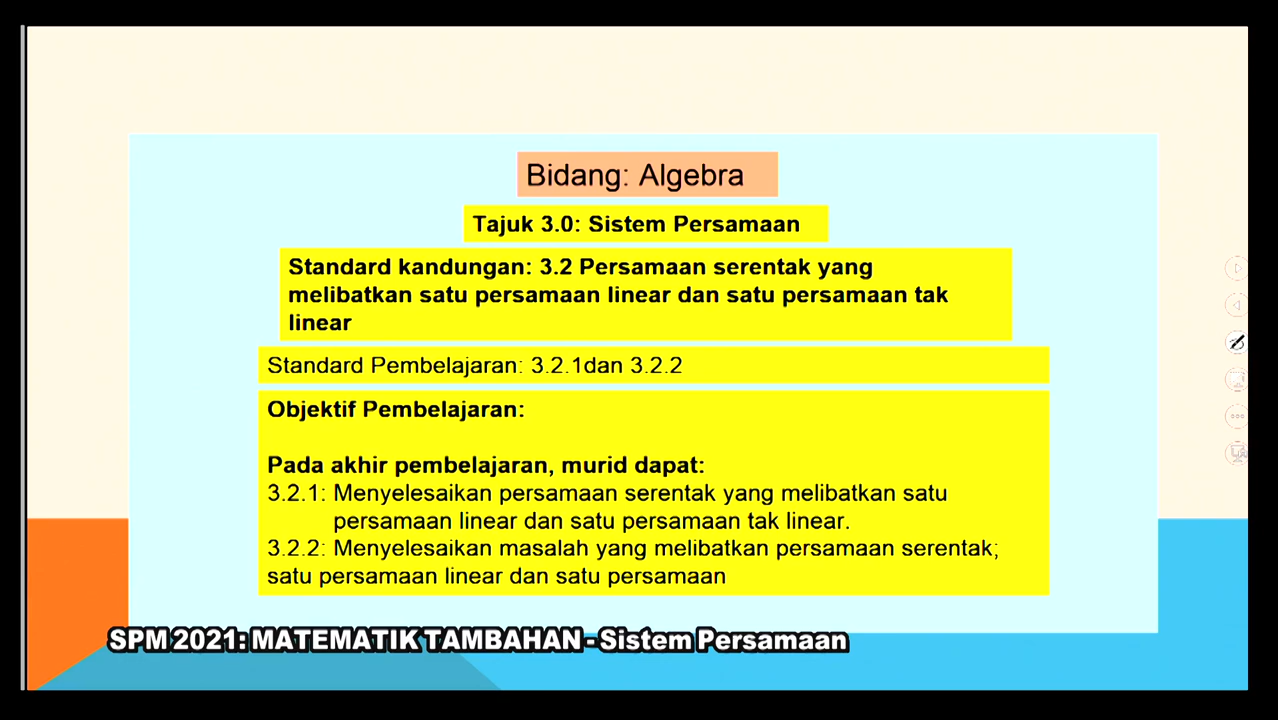 Bidang: Algebra
Tajuk 3.0: Sistem Persamaan
Standard kandungan: 3.2 Persamaan serentak yang
melibatkan satu persamaan linear dan satu persamaan tak
linear
Standard Pembelajaran: 3.2.1dan 3.2.2
Objektif Pembelajaran:
Pada akhir pembelajaran, murid dapat:
3.2.1: Menyelesaikan persamaan serentak yang melibatkan satu
persamaan linear dan satu persamaan tak linear.
3.2.2: Menyelesaikan masalah yang melibatkan persamaan serentak;
satu persamaan linear dan satu persamaan
SPM 2021: MATEMATIK TAMBAHAN - Sistem Persamaan